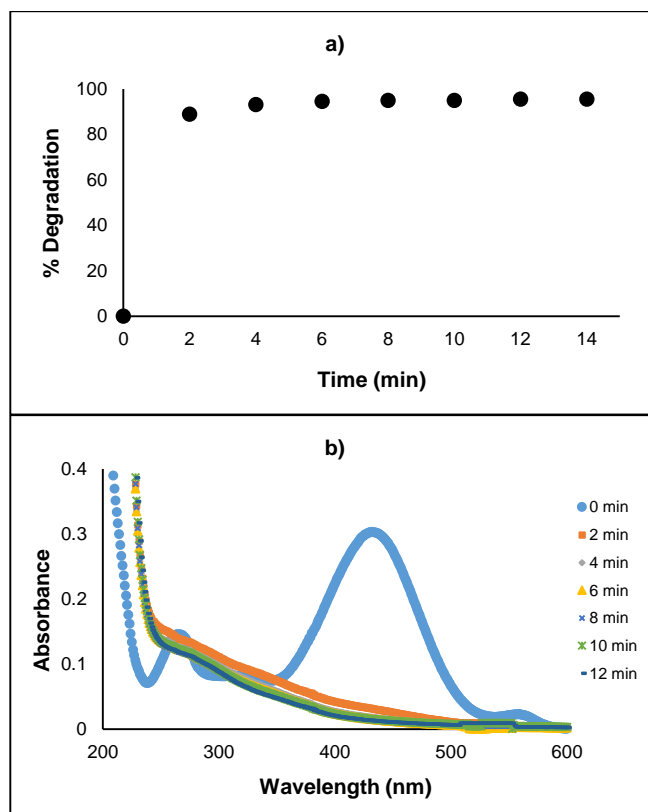 a)
100
80
60
40
20
0
% Degradation
0 2 4 6 8 10 12 14
Time (min)
b)
0.4
0.3
0.2
0.1
0
Absorbance
200 300 400 500 600
Wavelength (nm)
0 min
2 min
4 min
6 min
8 min
10 min
12 min